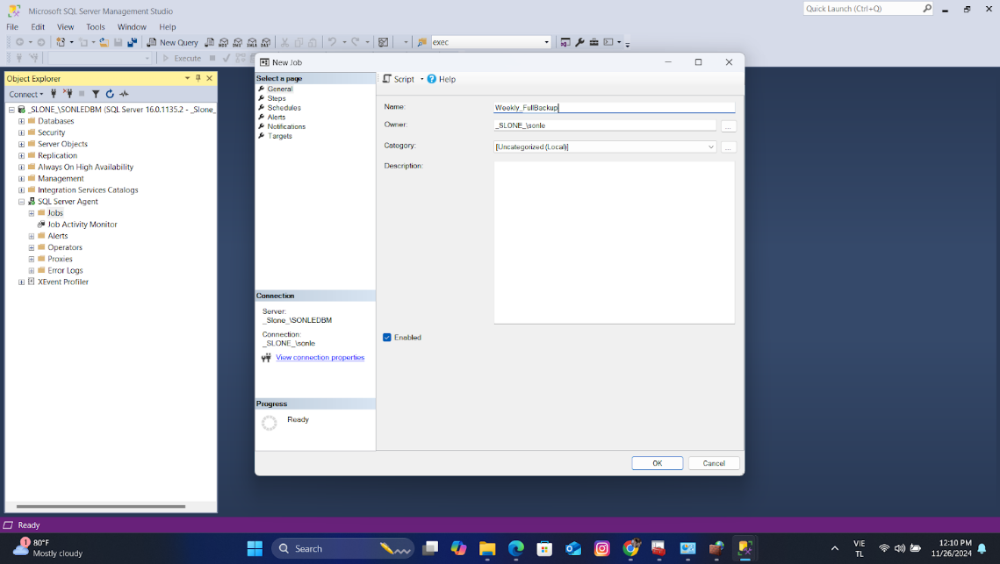 Microsoft SQL Server Management Studio
Quick Launch (Ctrl+Q)
File Edit View Tools Window Help
New Query
exec
Execute
Object Explorer
Connect
_SLONE_\SONLEDBM (SQL Server 16.0.1135.2 - _Slone_
Databases
Security
Server Objects
Replication
Always On High Availability
Management
Integration Services Catalogs
SQL Server Agent
Jobs
Job Activity Monitor
Alerts
Operators
Proxies
Error Logs
XEvent Profiler
New Job
Select a page
General
Steps
Schedules
Alerts
Notifications
Targets
Connection
Server:
_Slone_\SONLEDBM
Connection:
_SLONE_\sonle
View connection properties
Progress
Ready
Script Help
Name: Weekly_FullBackup
Owner: _SLONE_\sonle ...
Category: [Uncategorized (Local)] ...
Description:
Enabled
OK Cancel
Ready
1
80°F
Mostly cloudy
Search
VIE
TL
12:10 PM
11/26/2024